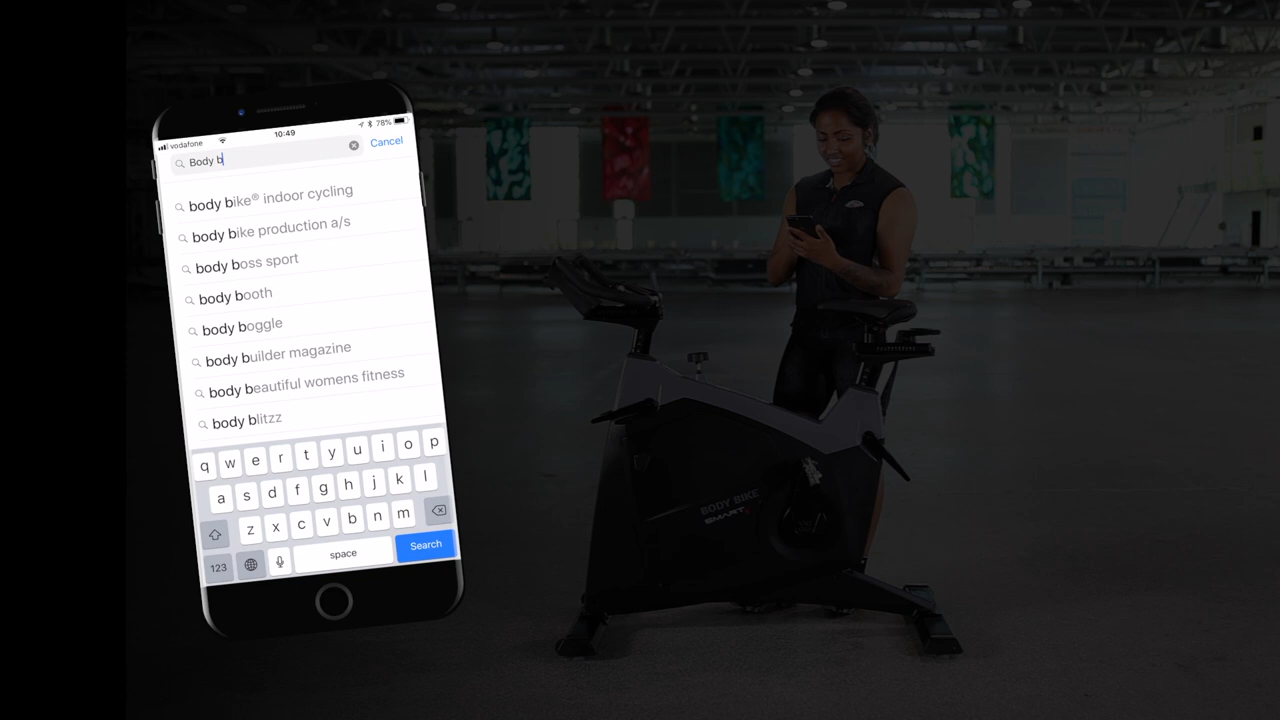 vodafone 10:49 78%
Body b Cancel
body bike® indoor cycling
body bike production a/s
body boss sport
body booth
body boggle
body builder magazine
body beautiful womens fitness
body blitzz
q w e r t y u i o p
a s d f g h j k l
z x c v b n m
123 space Search
BODY BIKE
SMART+